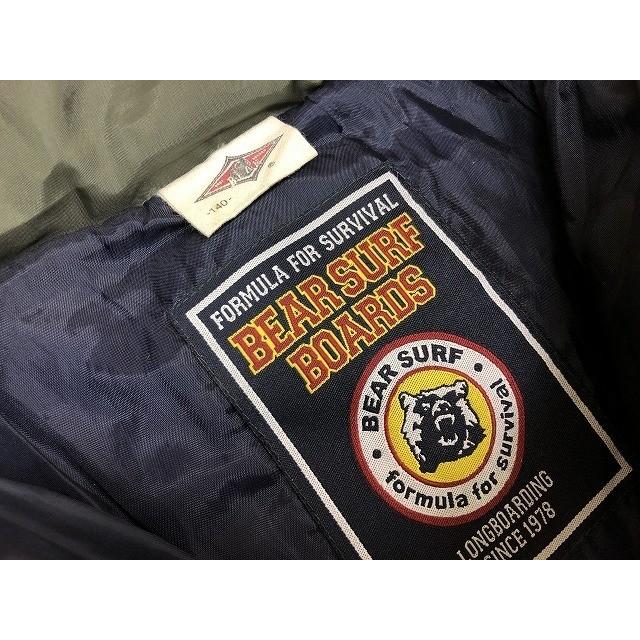 -140-
®
FORMULA FOR SURVIVAL
BEAR SURF
BOARDS
BEAR SURF
formula for survival
LONGBOARDING
SINCE 1978